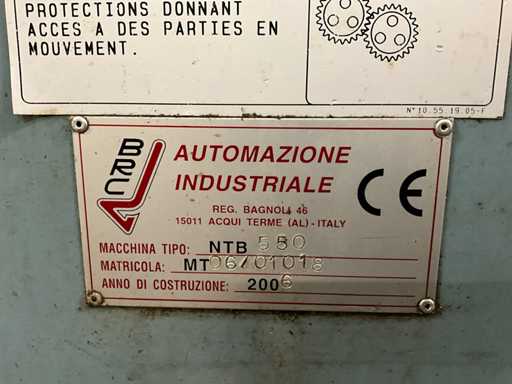 PROTECTIONS DONNANT
ACCES A DES PARTIES EN
MOUVEMENT.
N° 10.55.19.05-F
BRC
AUTOMAZIONE
INDUSTRIALE
CE
REG. BAGNOLI 46
15011 ACQUI TERME (AL) - ITALY
MACCHINA TIPO: NTB 580
MATRICOLA: MT06/01018
ANNO DI COSTRUZIONE: 2006